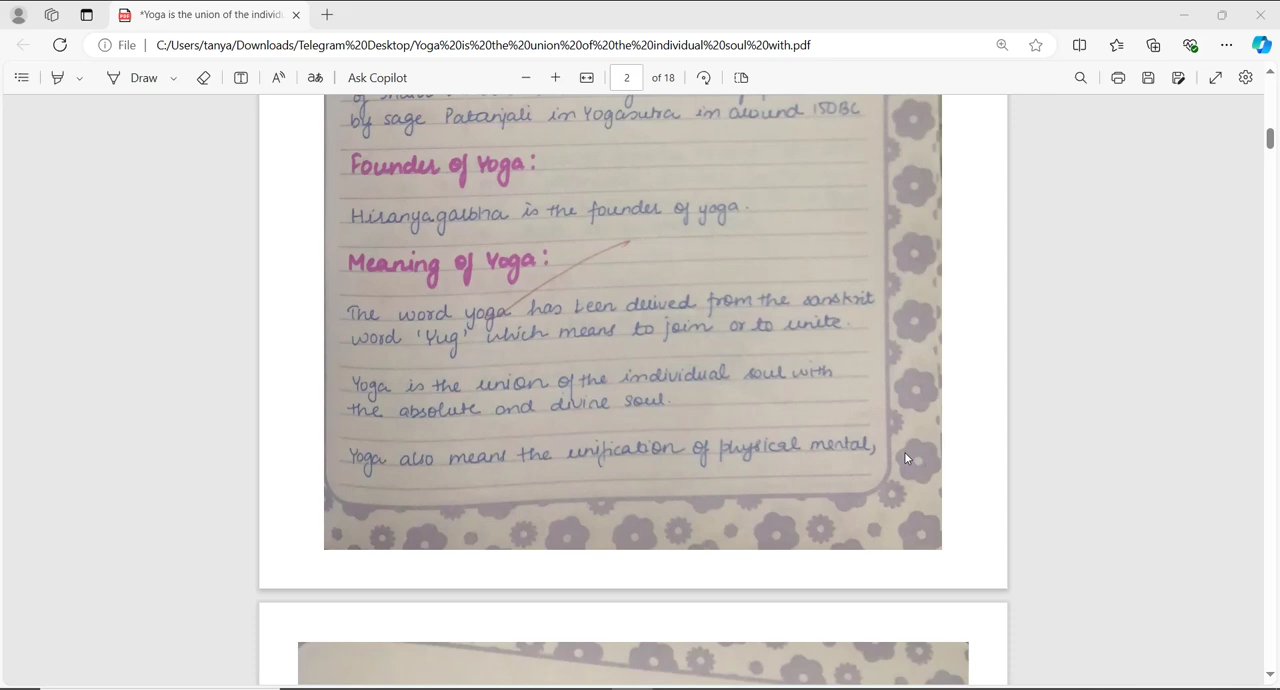 *Yoga is the union of the individu
File
C:/Users/tanya/Downloads/Telegram%20Desktop/Yoga%20is%20the%20union%20of%20the%20individual%20soul%20with.pdf
Draw
Ask Copilot
2 of 18
by sage Patanjali in Yogasutra in around 150BC
Founder of Yoga:
Hiranyagarbha is the founder of yoga.
Meaning of Yoga:
The word yoga has been derived from the sanskrit
word 'Yug' which means to join or to unite.
Yoga is the union of the individual soul with
the absolute and divine soul.
Yoga also means the unification of physical mental,